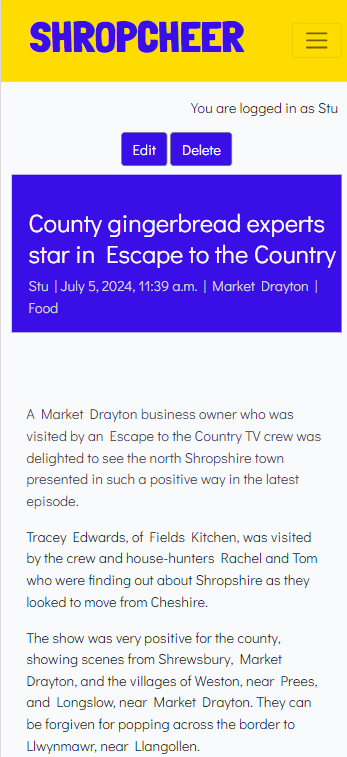 SHROPCHEER
You are logged in as Stu
Edit Delete
County gingerbread experts
star in Escape to the Country
Stu | July 5, 2024, 11:39 a.m. | Market Drayton |
Food
A Market Drayton business owner who was
visited by an Escape to the Country TV crew was
delighted to see the north Shropshire town
presented in such a positive way in the latest
episode.
Tracey Edwards, of Fields Kitchen, was visited
by the crew and house-hunters Rachel and Tom
who were finding out about Shropshire as they
looked to move from Cheshire.
The show was very positive for the county,
showing scenes from Shrewsbury, Market
Drayton, and the villages of Weston, near Prees,
and Longslow, near Market Drayton. They can
be forgiven for popping across the border to
Llwynmawr, near Llangollen.